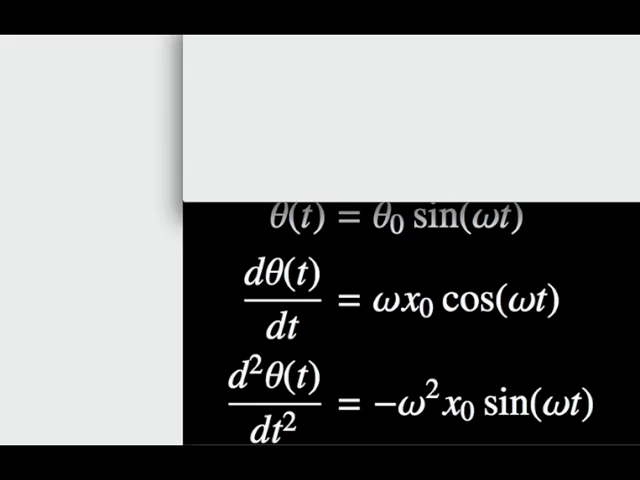 θ(t) = θ₀ sin(ωt)
dθ(t)/dt = ωx₀ cos(ωt)
d²θ(t)/dt² = −ω²x₀ sin(ωt)